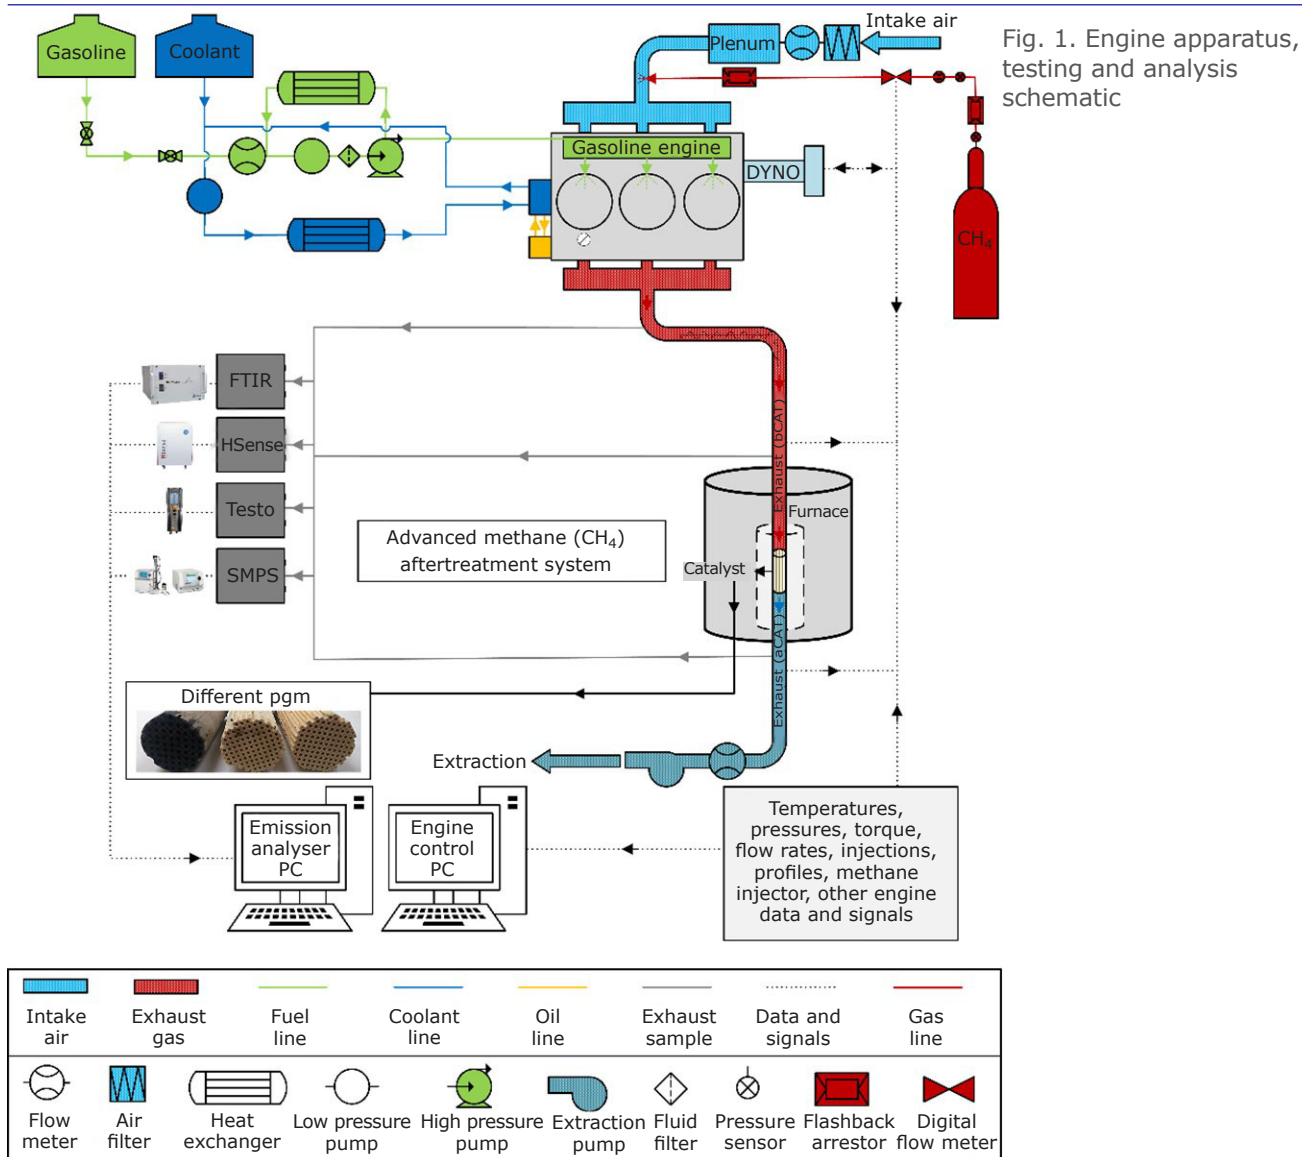 Fig. 1. Engine apparatus,
testing and analysis
schematic
Intake air
Gasoline
Coolant
Plenum
Gasoline engine
DYNO
CH₄
FTIR
HSense
Testo
SMPS
Exhaust (bCAT)
Furnace
Advanced methane (CH₄)
aftertreatment system
Catalyst
Exhaust (aCAT)
Different pgm
Extraction
Emission
analyser
PC
Engine
control
PC
Temperatures,
pressures, torque,
flow rates, injections,
profiles, methane
injector, other engine
data and signals
Intake
air
Exhaust
gas
Fuel
line
Coolant
line
Oil
line
Exhaust
sample
Data and
signals
Gas
line
Flow
meter
Air
filter
Heat
exchanger
Low pressure
pump
High pressure
pump
Extraction
pump
Fluid
filter
Pressure
sensor
Flashback
arrestor
Digital
flow meter